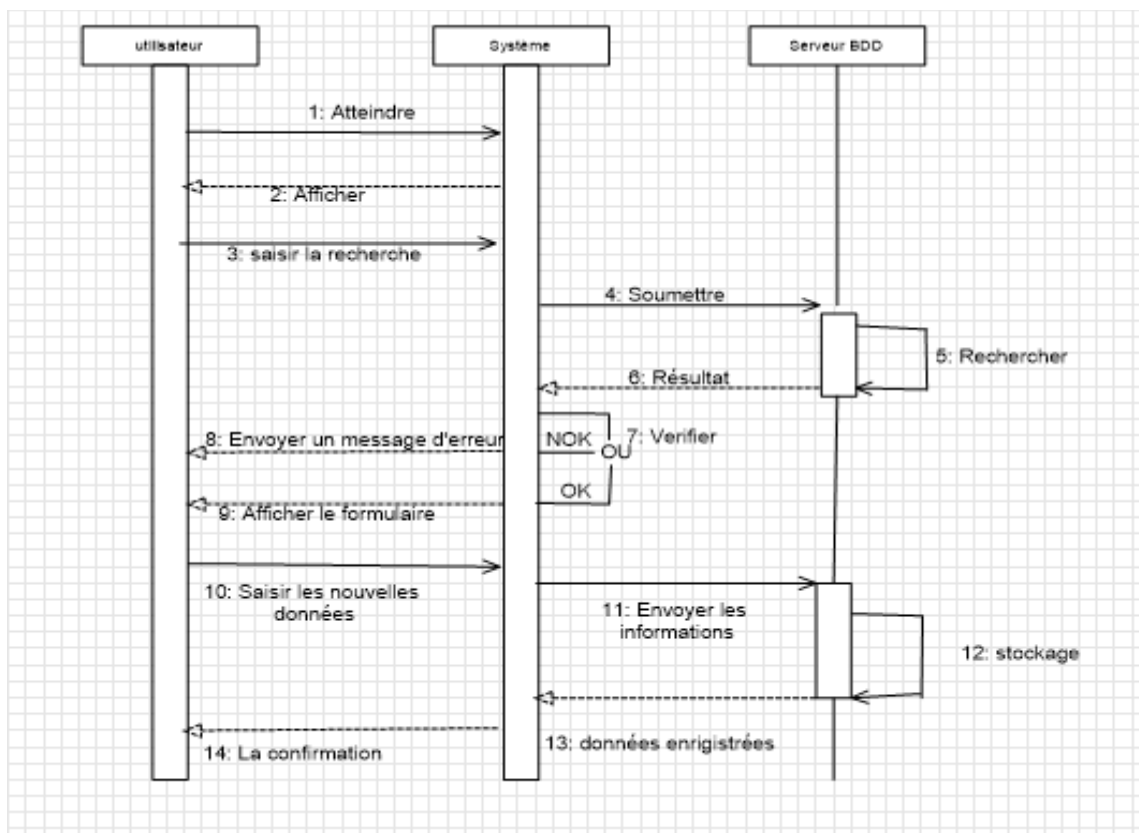 utilisateur
Système
Serveur BDD
1: Atteindre
2: Afficher
3: saisir la recherche
4: Soumettre
5: Rechercher
6: Résultat
8: Envoyer un message d'erreur
NOK
7: Verifier
OU
OK
9: Afficher le formulaire
10: Saisir les nouvelles
données
11: Envoyer les
informations
12: stockage
13: données enrigistrées
14: La confirmation